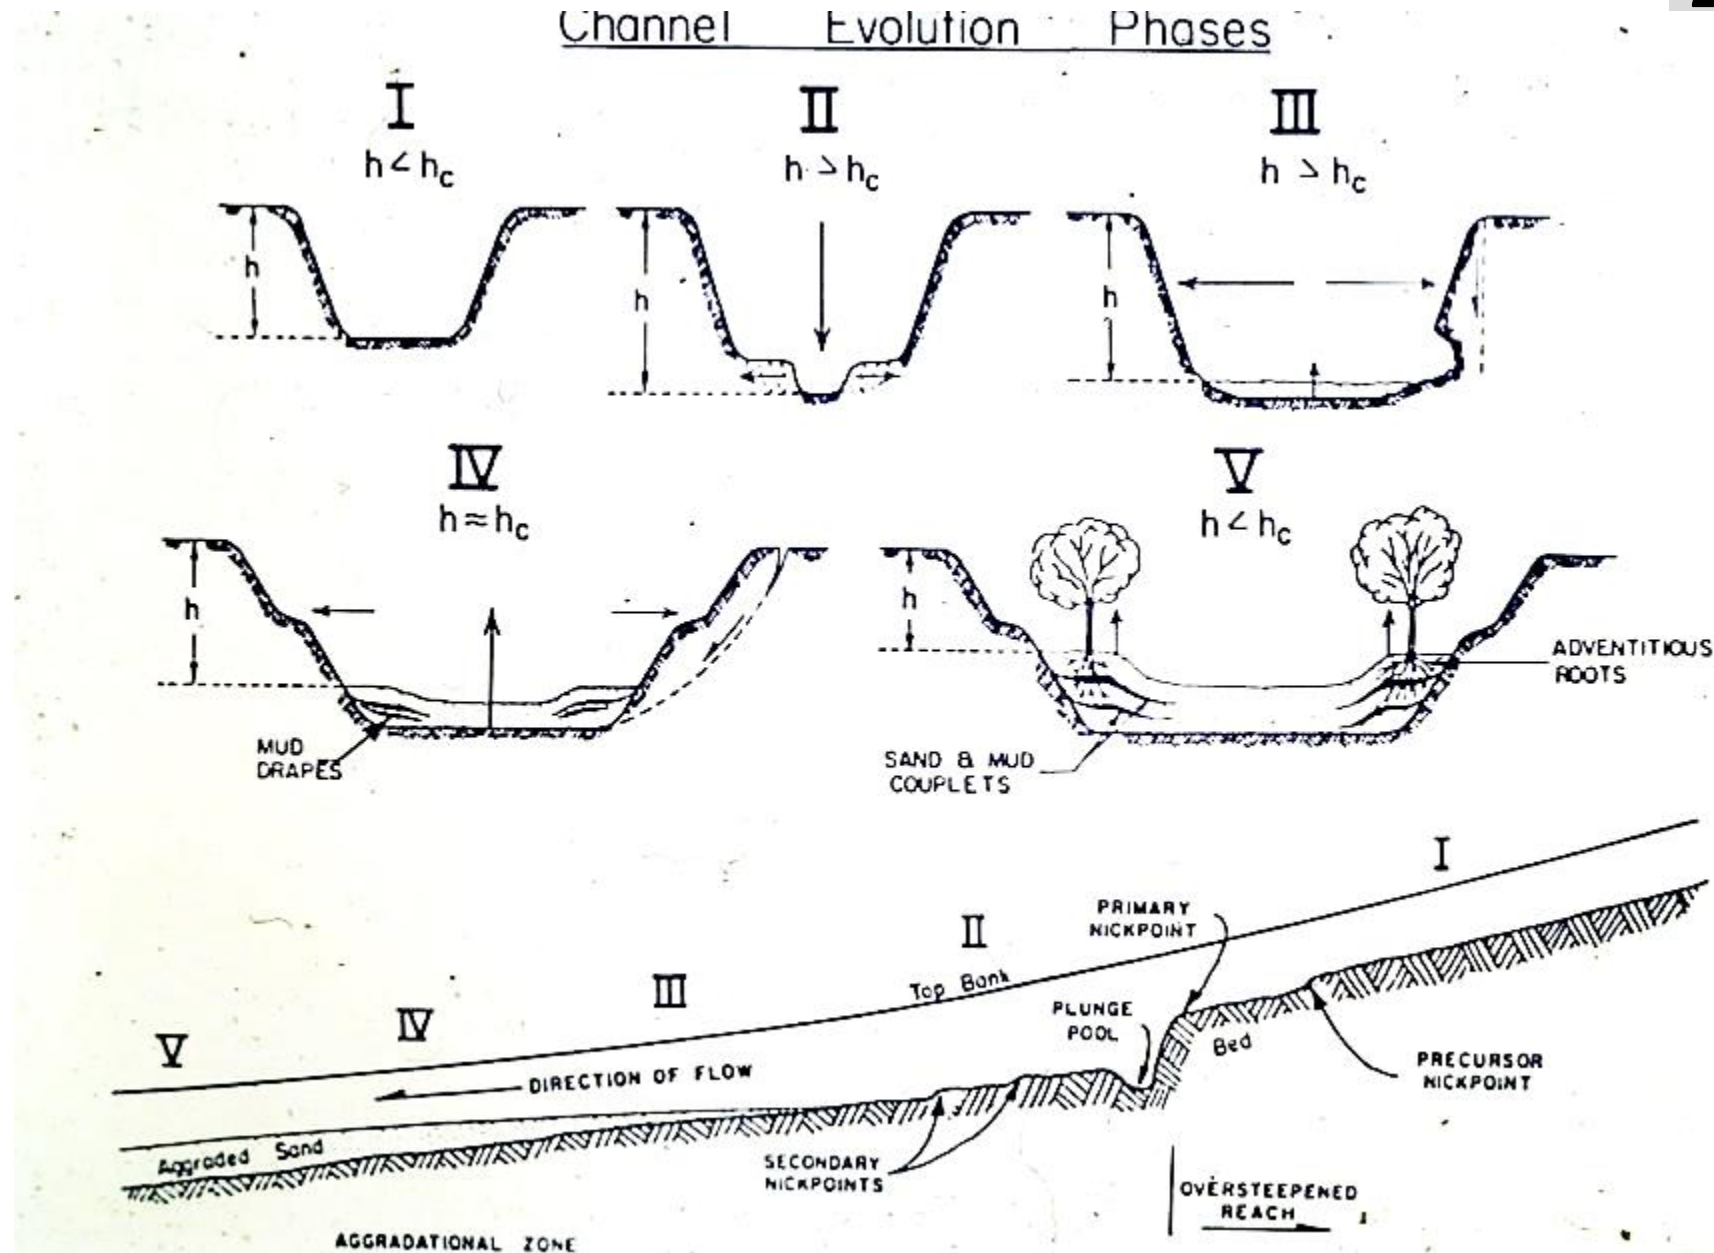 Channel Evolution Phases
I
h < hc
II
h > hc
III
h > hc
h
h
h
IV
h ≈ hc
V
h < hc
h
h
ADVENTITIOUS
ROOTS
MUD
DRAPES
SAND & MUD
COUPLETS
I
PRIMARY
NICKPOINT
II
Top Bank
III
PLUNGE
POOL
IV
V
Bed
PRECURSOR
NICKPOINT
DIRECTION OF FLOW
Aggraded Sand
SECONDARY
NICKPOINTS
OVERSTEEPENED
REACH
AGGRADATIONAL ZONE